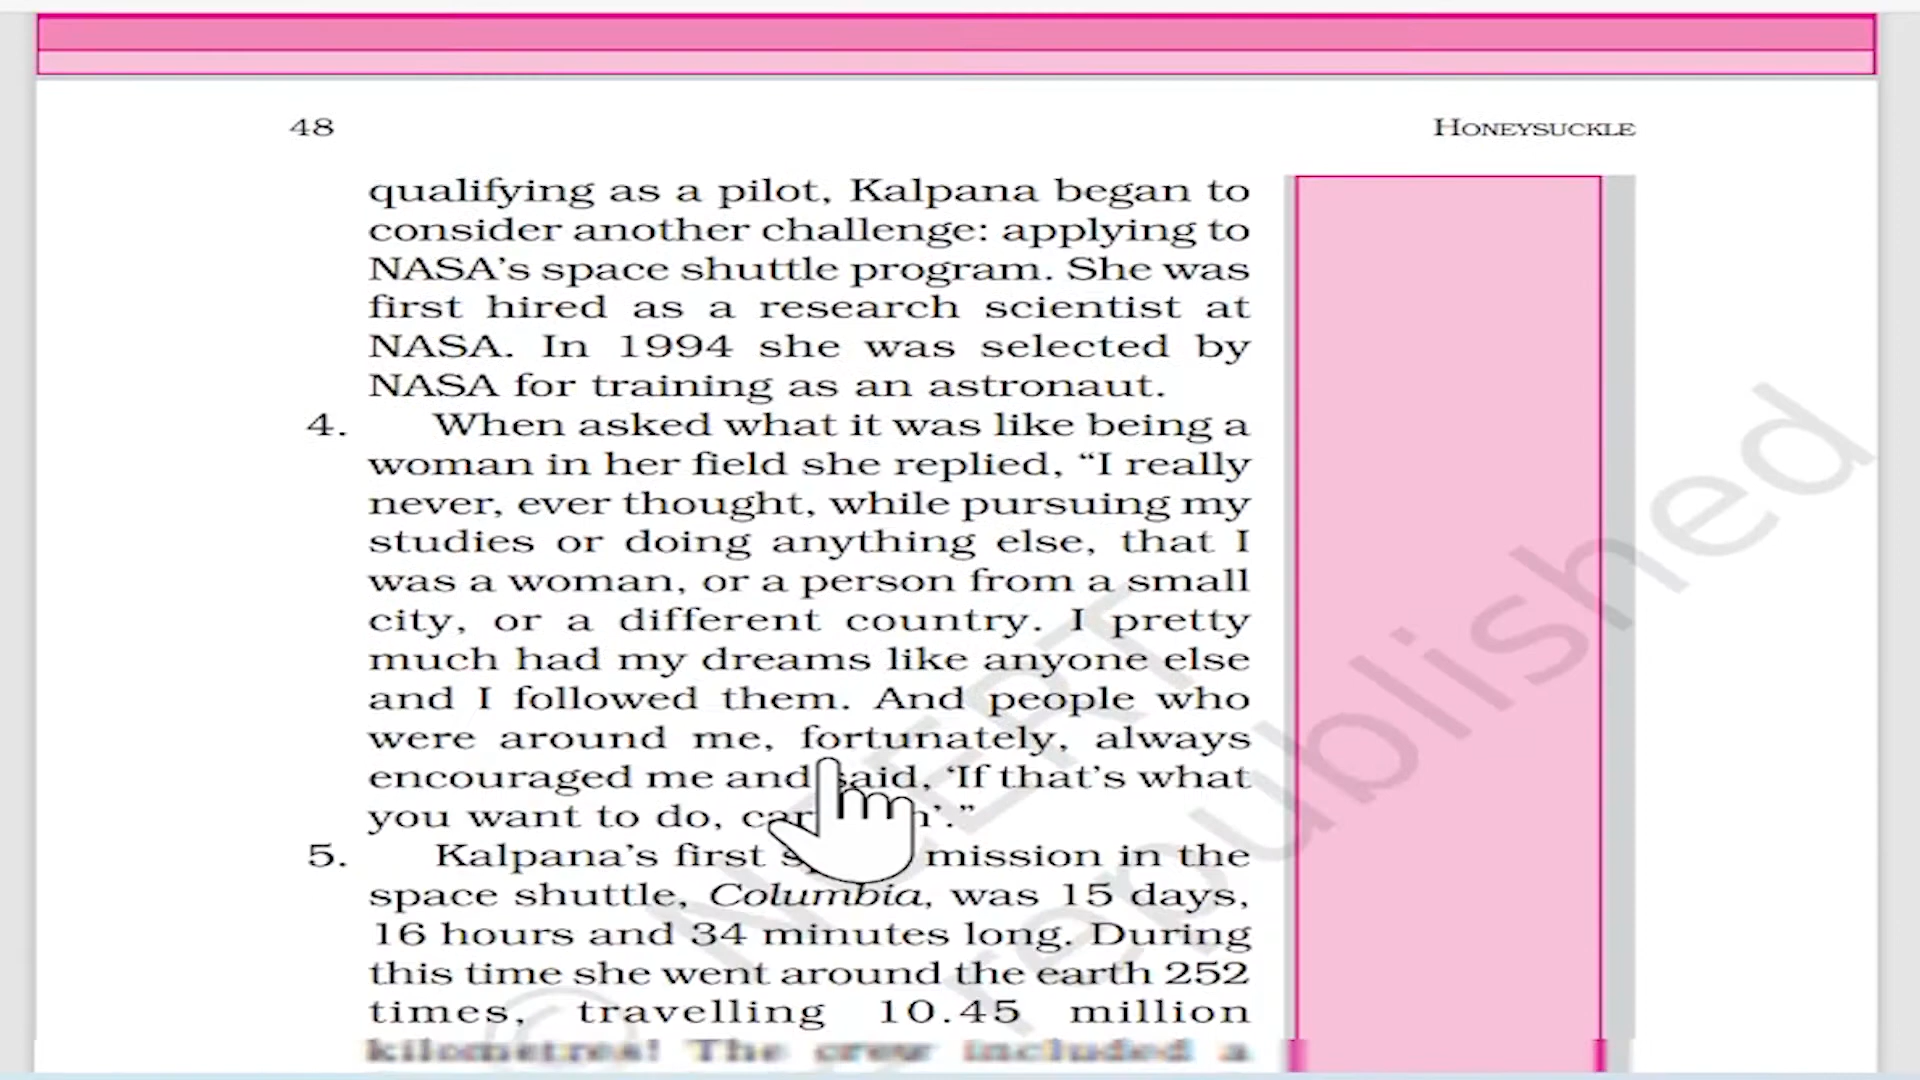 48
HONEYSUCKLE
qualifying as a pilot, Kalpana began to
consider another challenge: applying to
NASA's space shuttle program. She was
first hired as a research scientist at
NASA. In 1994 she was selected by
NASA for training as an astronaut.
4. When asked what it was like being a
woman in her field she replied, “I really
never, ever thought, while pursuing my
studies or doing anything else, that I
was a woman, or a person from a small
city, or a different country. I pretty
much had my dreams like anyone else
and I followed them. And people who
were around me, fortunately, always
encouraged me and said, ‘If that's what
you want to do,
5. Kalpana's first mission in the
space shuttle, Columbia, was 15 days,
16 hours and 34 minutes long. During
this time she went around the earth 252
times, travelling 10.45 million
kilometres! The crew included a
© NCERT
republished